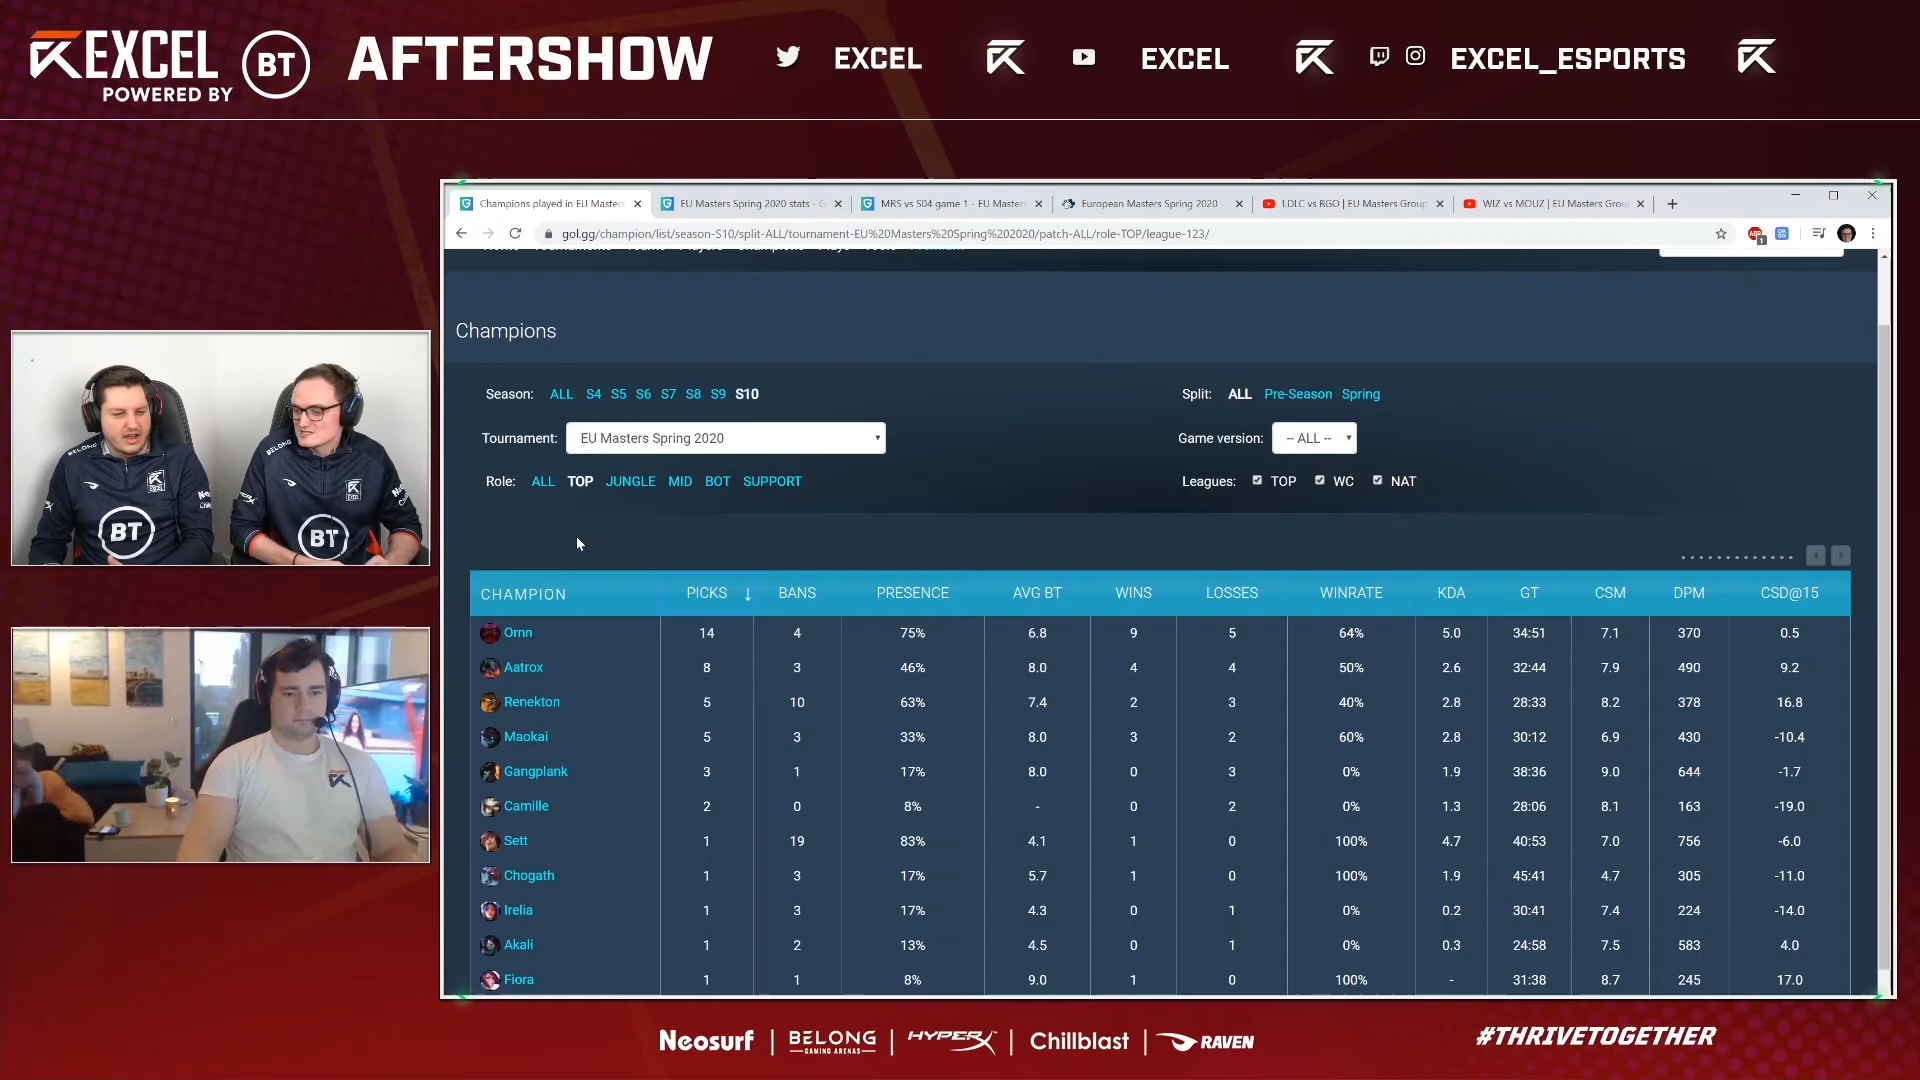 EXCEL
POWERED BY BT
AFTERSHOW
EXCEL
EXCEL
EXCEL_ESPORTS
Champions played in EU Masters
EU Masters Spring 2020 stats - G
MRS vs S04 game 1 - EU Masters
European Masters Spring 2020 -
LDLC vs RGO | EU Masters Group
WIZ vs MOUZ | EU Masters Grou
gol.gg/champion/list/season-S10/split-ALL/tournament-EU%20Masters%20Spring%202020/patch-ALL/role-TOP/league-123/
Champions
Season: ALL S4 S5 S6 S7 S8 S9 S10
Split: ALL Pre-Season Spring
Tournament: EU Masters Spring 2020
Game version: -- ALL --
Role: ALL TOP JUNGLE MID BOT SUPPORT
Leagues: TOP WC NAT
CHAMPION PICKS ↓ BANS PRESENCE AVG BT WINS LOSSES WINRATE KDA GT CSM DPM CSD@15
Ornn 14 4 75% 6.8 9 5 64% 5.0 34:51 7.1 370 0.5
Aatrox 8 3 46% 8.0 4 4 50% 2.6 32:44 7.9 490 9.2
Renekton 5 10 63% 7.4 2 3 40% 2.8 28:33 8.2 378 16.8
Maokai 5 3 33% 8.0 3 2 60% 2.8 30:12 6.9 430 -10.4
Gangplank 3 1 17% 8.0 0 3 0% 1.9 38:36 9.0 644 -1.7
Camille 2 0 8% - 0 2 0% 1.3 28:06 8.1 163 -19.0
Sett 1 19 83% 4.1 1 0 100% 4.7 40:53 7.0 756 -6.0
Chogath 1 3 17% 5.7 1 0 100% 1.9 45:41 4.7 305 -11.0
Irelia 1 3 17% 4.3 0 1 0% 0.2 30:41 7.4 224 -14.0
Akali 1 2 13% 4.5 0 1 0% 0.3 24:58 7.5 583 4.0
Fiora 1 1 8% 9.0 1 0 100% - 31:38 8.7 245 17.0
BELONG
EXCEL
BT
BELONG
EXCEL
BT
Neosurf | BELONG GAMING ARENAS | HYPERX | Chillblast | RAVEN
#THRIVETOGETHER